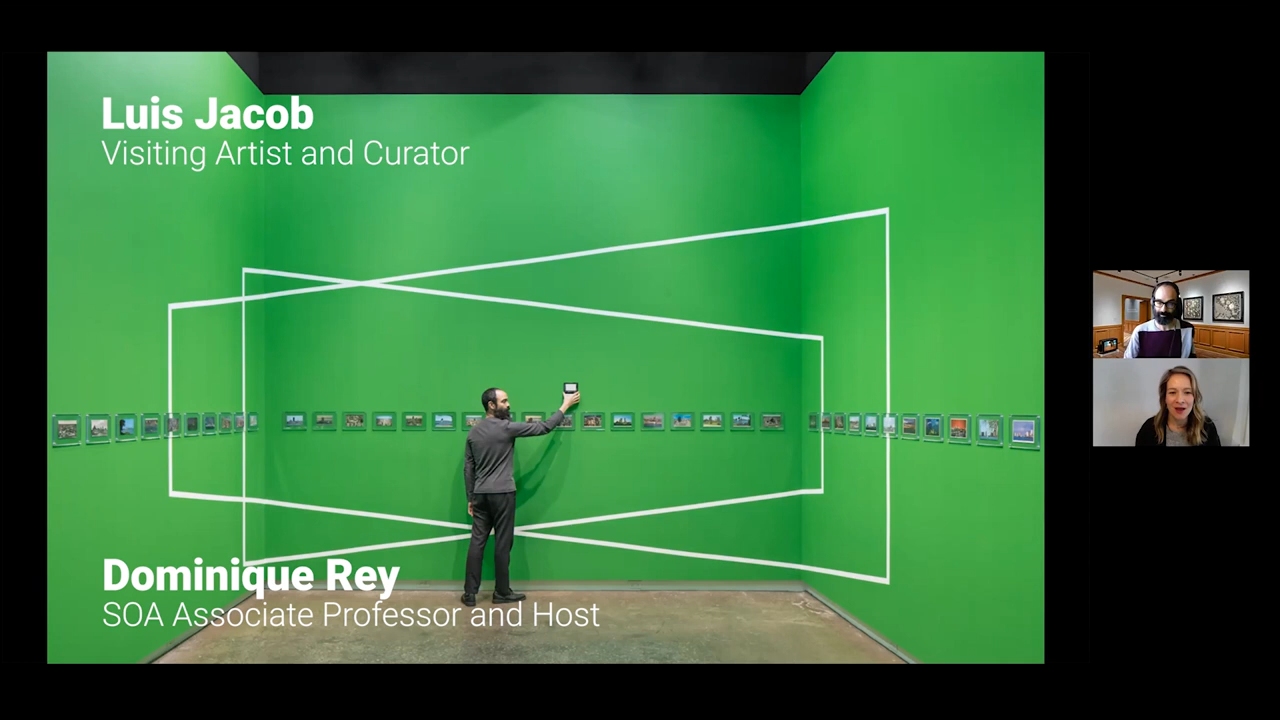 Luis Jacob
Visiting Artist and Curator
Dominique Rey
SOA Associate Professor and Host